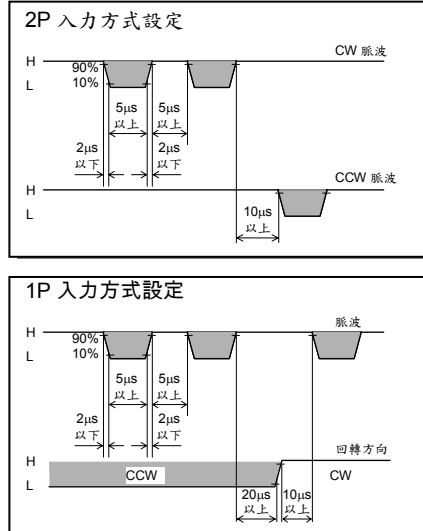 2P 入力方式設定
CW 脈波
H
90%
L
10%
5μs 5μs
以上 以上
2μs 2μs
以下 以下
H
CCW 脈波
L
10μs
以上
1P 入力方式設定
脈波
H
90%
L
10%
5μs 5μs
以上 以上
2μs 2μs
以下 以下
回轉方向
H
CCW CW
L
20μs 10μs
以上 以上